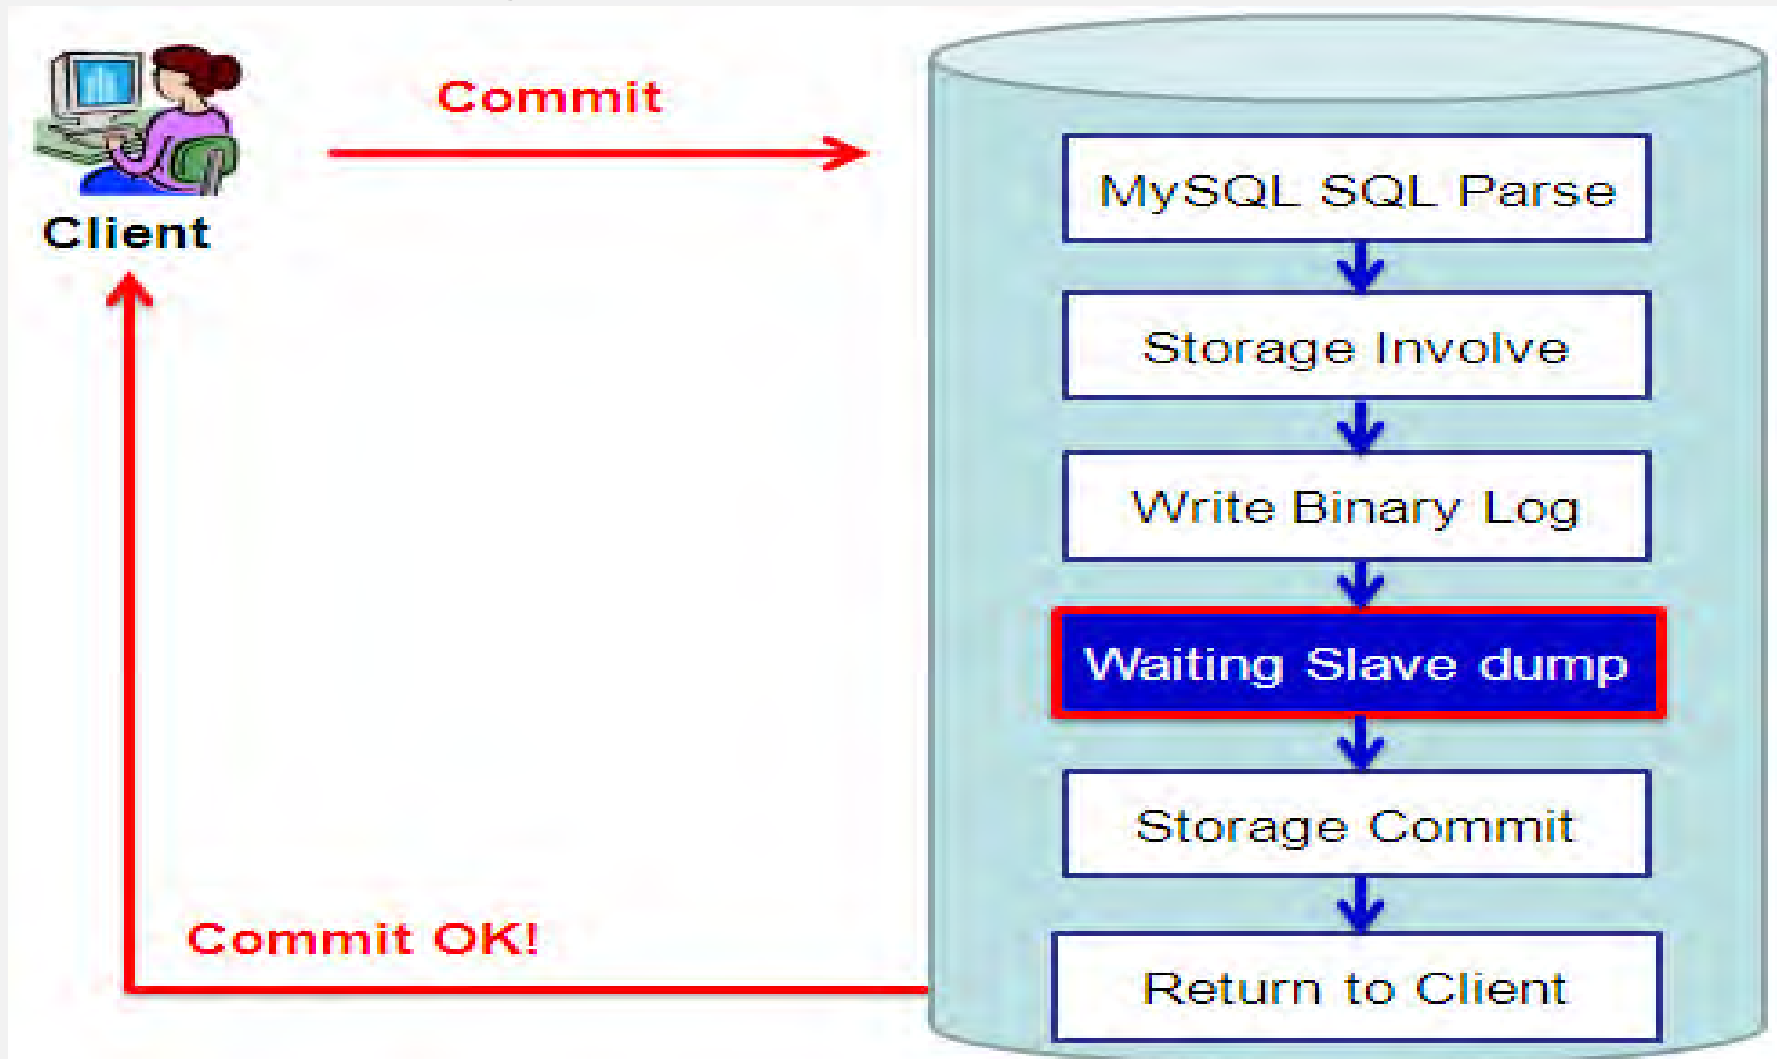 Commit
Client
MySQL SQL Parse
Storage Involve
Write Binary Log
Waiting Slave dump
Storage Commit
Return to Client
Commit OK!